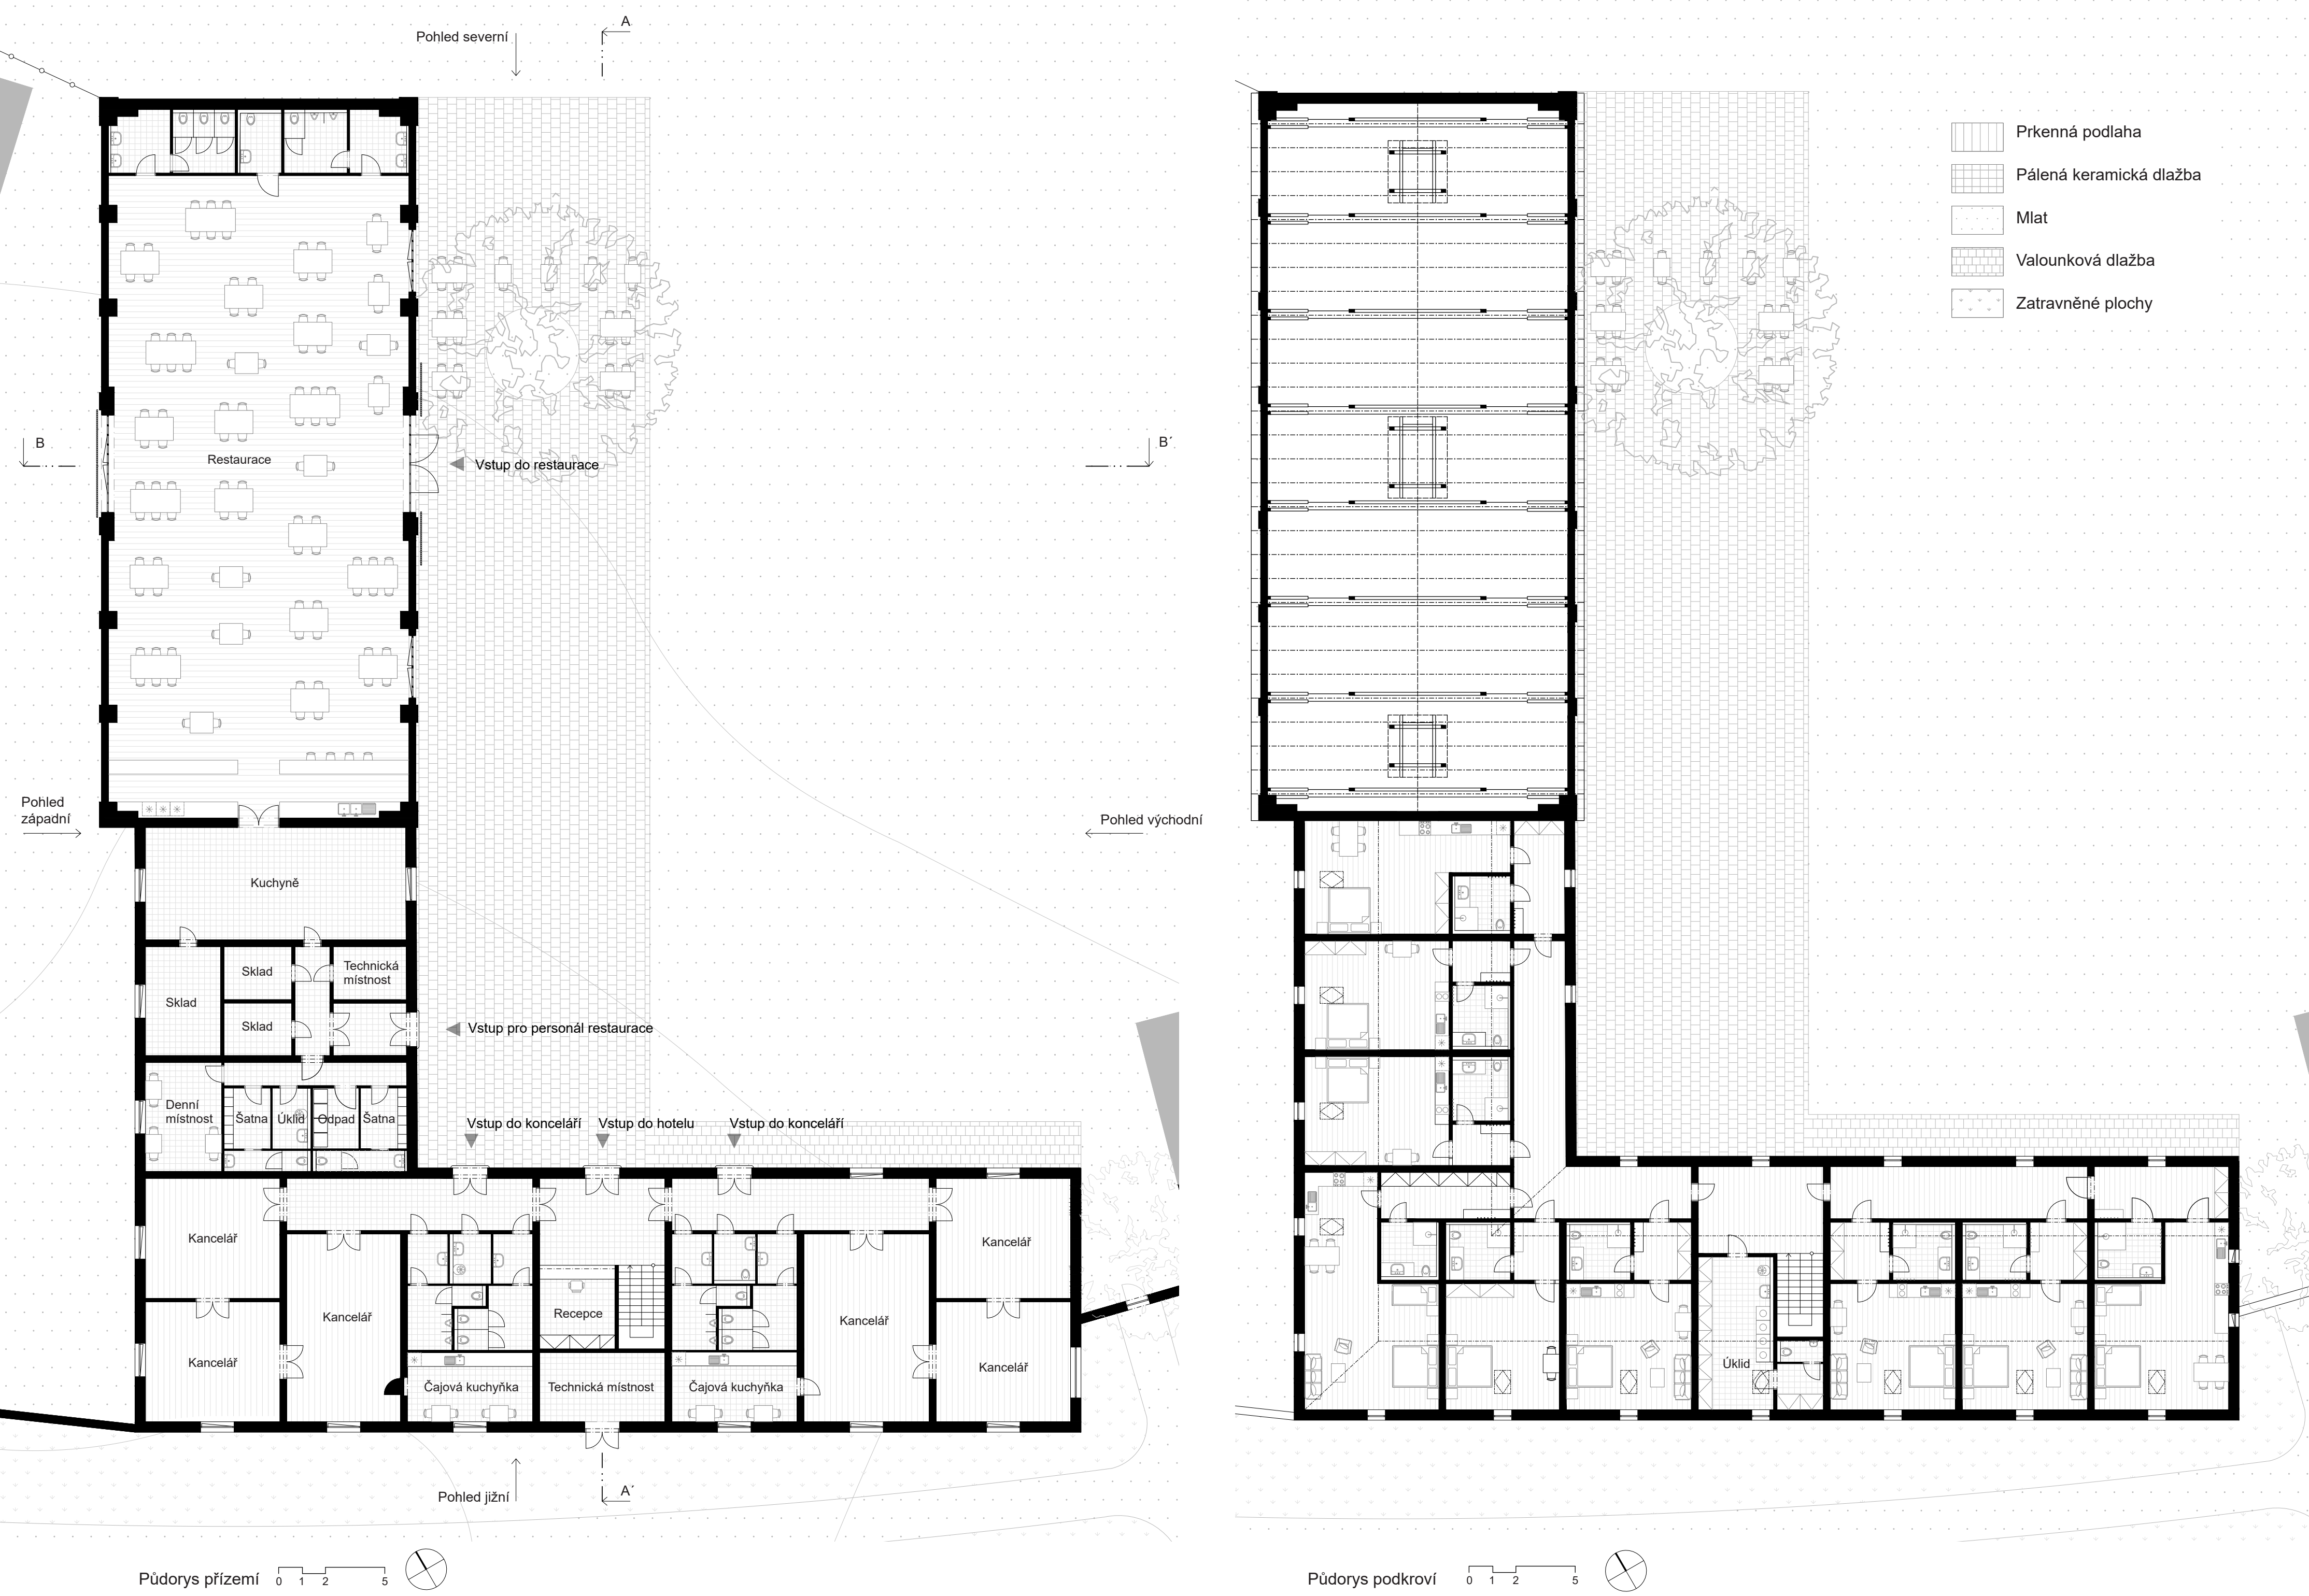 A
Pohled severní
Prkenná podlaha
Pálená keramická dlažba
Mlat
Valounková dlažba
Zatravněné plochy
B
B´
Restaurace
Vstup do restaurace
Pohled
západní
Pohled východní
Kuchyně
Sklad
Technická
místnost
Sklad
Sklad
Vstup pro personál restaurace
Denní
místnost
Šatna
Úklid
Odpad
Šatna
Vstup do konceláří
Vstup do hotelu
Vstup do konceláří
Kancelář
Kancelář
Kancelář
Recepce
Kancelář
Kancelář
Kancelář
Kancelář
Úklid
Čajová kuchyňka
Technická místnost
Čajová kuchyňka
Pohled jižní
A´
Půdorys přízemí
0 1 2 5
Půdorys podkroví
0 1 2 5